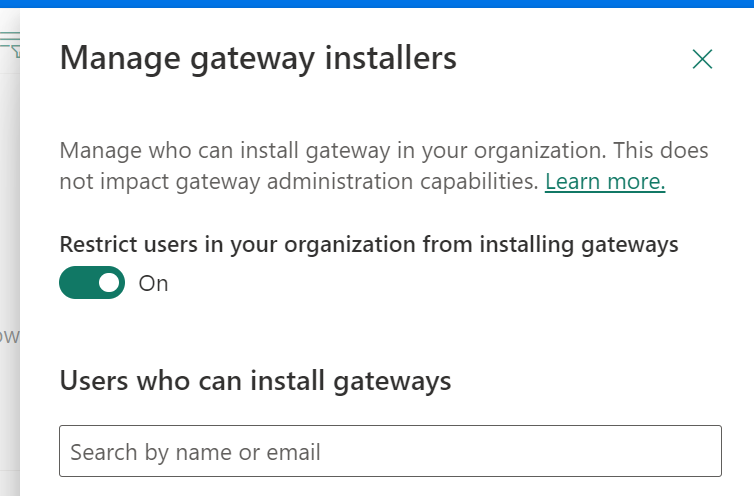 Manage gateway installers
Manage who can install gateway in your organization. This does
not impact gateway administration capabilities. Learn more.
Restrict users in your organization from installing gateways
On
Users who can install gateways
Search by name or email